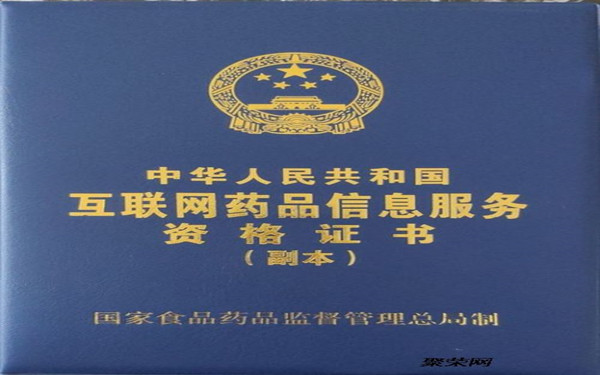 中华人民共和国
互联网药品信息服务
资格证书
(副本)
国家食品药品监督管理总局制
聚荣网